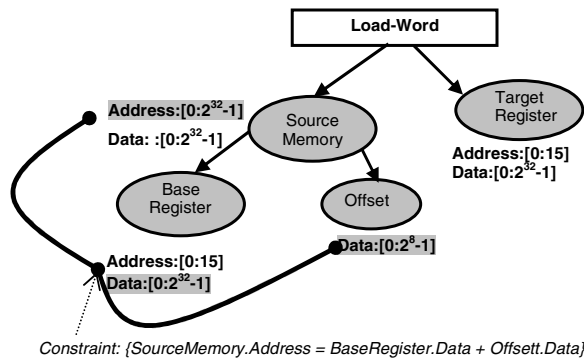 Load-Word
Address:[0:2³²-1]
Data: :[0:2³²-1]
Source
Memory
Target
Register
Address:[0:15]
Data:[0:2³²-1]
Base
Register
Offset
Address:[0:15]
Data:[0:2³²-1]
Data:[0:2⁸-1]
Constraint: {SourceMemory.Address = BaseRegister.Data + Offsett.Data}